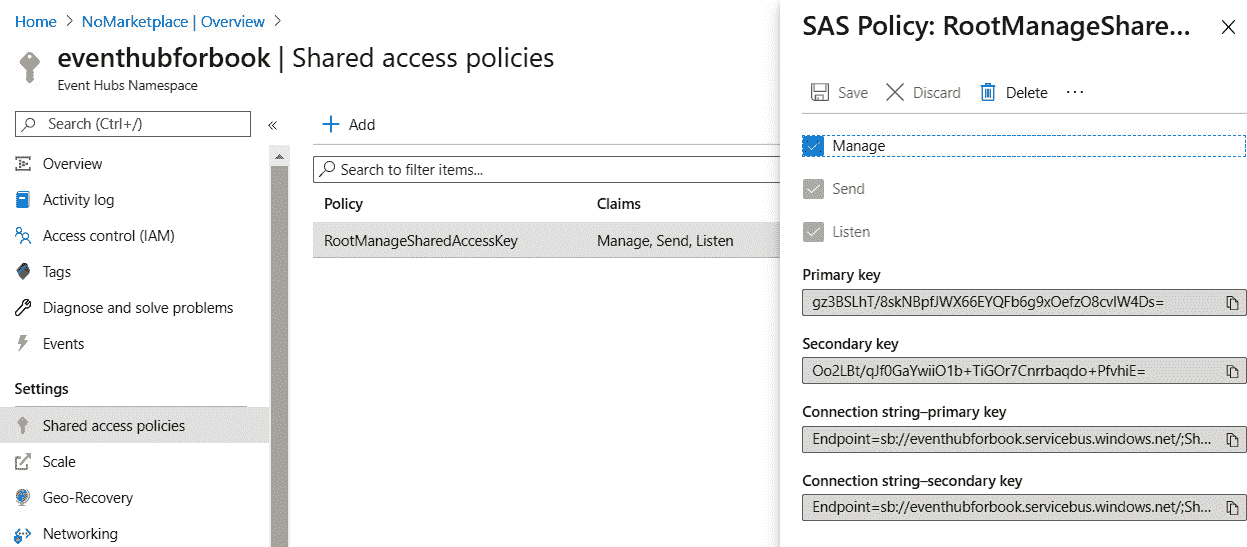 Home > NoMarketplace | Overview >
eventhubforbook | Shared access policies
Event Hubs Namespace
Search (Ctrl+/)
«
Overview
Activity log
Access control (IAM)
Tags
Diagnose and solve problems
Events
Settings
Shared access policies
Scale
Geo-Recovery
Networking
+ Add
Search to filter items...
Policy Claims
RootManageSharedAccessKey Manage, Send, Listen
SAS Policy: RootManageShare...
Save Discard Delete ...
Manage
Send
Listen
Primary key
Secondary key
Oo2LBt/qJf0GaYwiiO1b+TiGOr7Cnrrbaqdo+PfvhiE=
Connection string–primary key
Endpoint=sb://eventhubforbook.servicebus.windows.net/;Sh...
Connection string–secondary key
Endpoint=sb://eventhubforbook.servicebus.windows.net/;Sh...